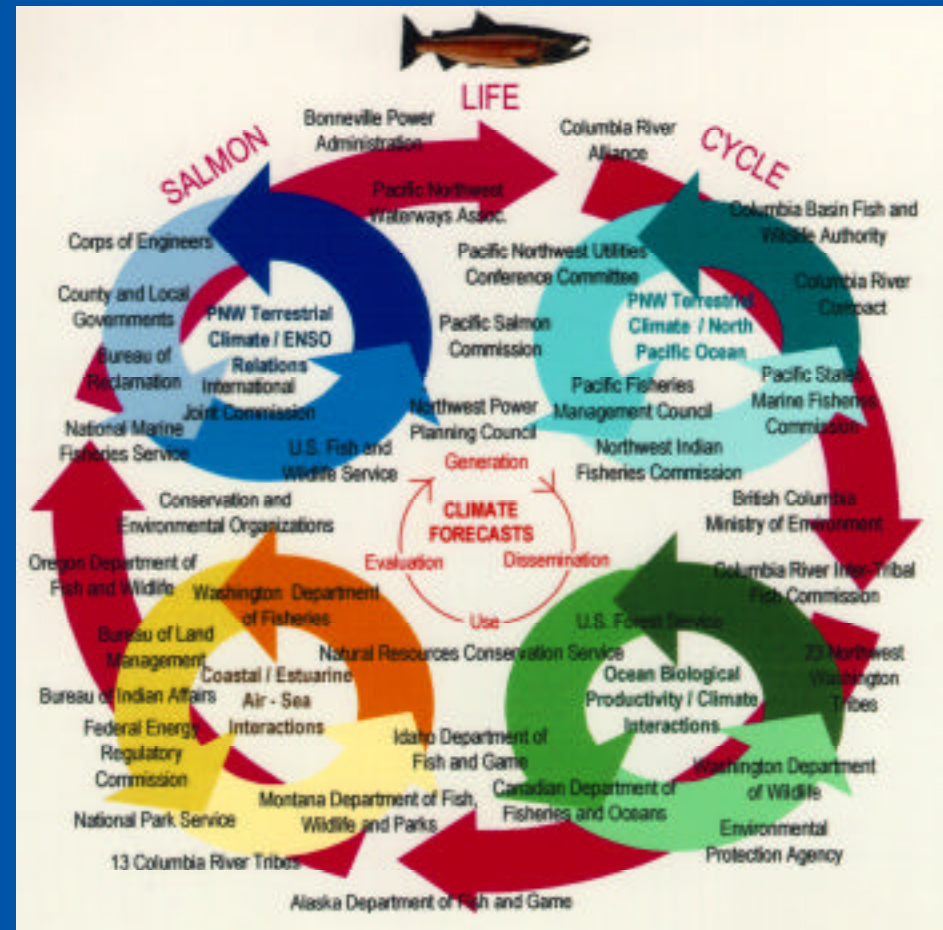 LIFE
SALMON
CYCLE
Bonneville Power
Administration
Columbia River
Alliance
Pacific Northwest
Waterways Assoc.
Columbia Basin Fish and
Wildlife Authority
Corps of Engineers
Pacific Northwest Utilities
Conference Committee
County and Local
Governments
Columbia River
Compact
PNW Terrestrial
Climate / ENSO
Relations
PNW Terrestrial
Climate / North
Pacific Ocean
Pacific Salmon
Commission
Bureau of
Reclamation
International
Joint Commission
Pacific Fisheries
Management Council
Pacific States
Marine Fisheries
Commission
National Marine
Fisheries Service
Northwest Power
Planning Council
U.S. Fish and
Wildlife Service
Northwest Indian
Fisheries Commission
Generation
CLIMATE
FORECASTS
Evaluation
Dissemination
Use
Conservation and
Environmental Organizations
British Columbia
Ministry of Environment
Oregon Department of
Fish and Wildlife
Columbia River Inter-Tribal
Fish Commission
Washington Department
of Fisheries
U.S. Forest Service
Bureau of Land
Management
Natural Resources Conservation Service
23 Northwest
Washington
Tribes
Bureau of Indian Affairs
Coastal / Estuarine
Air - Sea
Interactions
Ocean Biological
Productivity / Climate
Interactions
Federal Energy
Regulatory
Commission
Idaho Department of
Fish and Game
Washington Department
of Wildlife
Canadian Department of
Fisheries and Oceans
Montana Department of Fish,
Wildlife and Parks
National Park Service
Environmental
Protection Agency
13 Columbia River Tribes
Alaska Department of Fish and Game